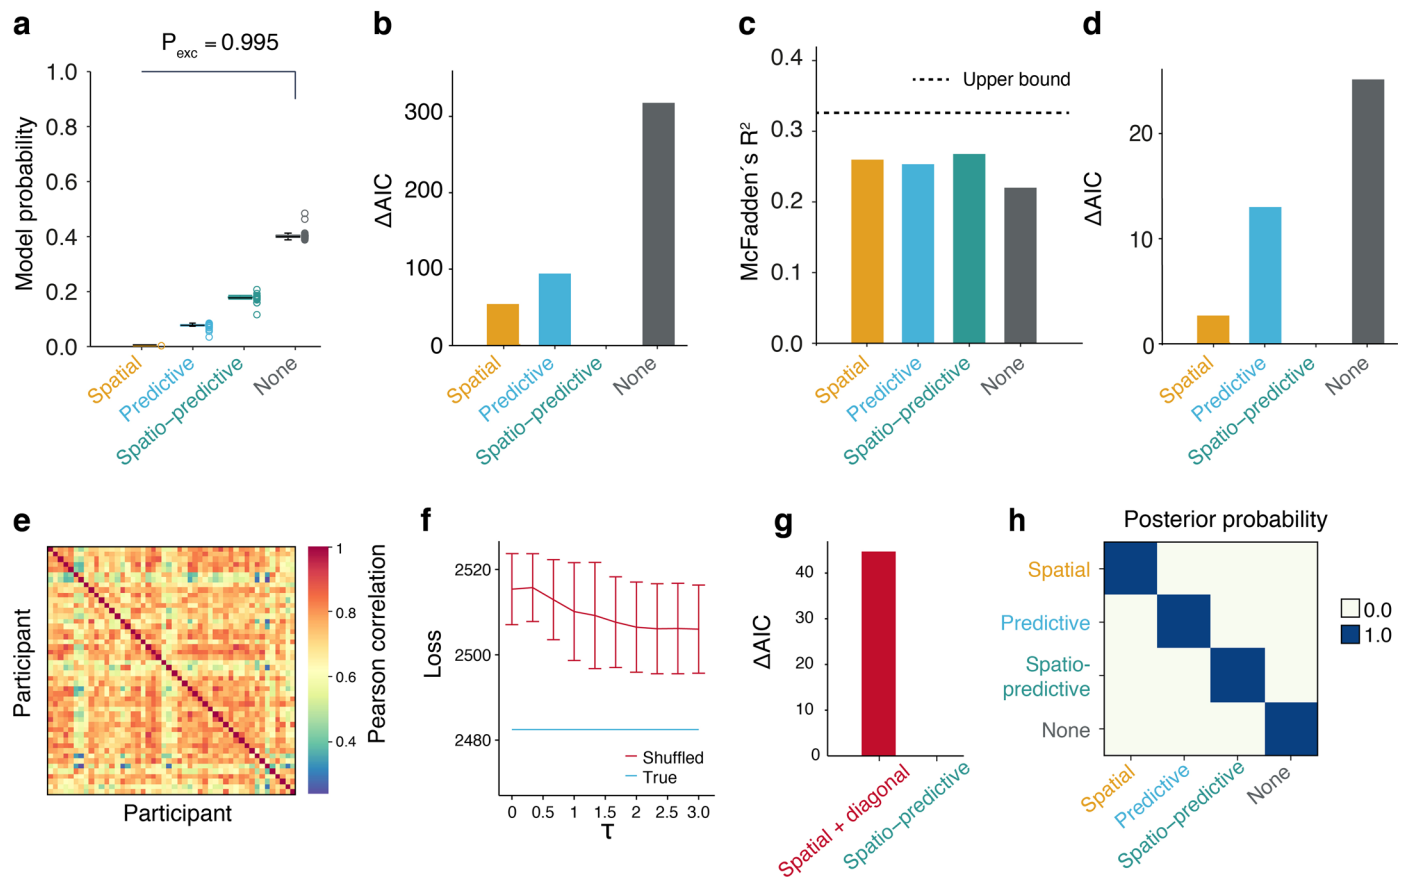 a
P_exc = 0.995
Model probability
1.0
0.8
0.6
0.4
0.2
0.0
Spatial
Predictive
Spatio-predictive
None
b
ΔAIC
300
200
100
0
Spatial
Predictive
Spatio-predictive
None
c
McFadden´s R²
0.4
0.3
0.2
0.1
0.0
Upper bound
Spatial
Predictive
Spatio-predictive
None
d
ΔAIC
20
10
0
Spatial
Predictive
Spatio-predictive
None
e
Participant
Participant
1
0.8
0.6
0.4
Pearson correlation
f
Loss
2520
2500
2480
Shuffled
True
0
0.5
1
1.5
2
2.5
3.0
τ
g
ΔAIC
40
30
20
10
0
Spatial + diagonal
Spatio-predictive
h
Posterior probability
Spatial
Predictive
Spatio-
predictive
None
0.0
1.0
Spatial
Predictive
Spatio-predictive
None